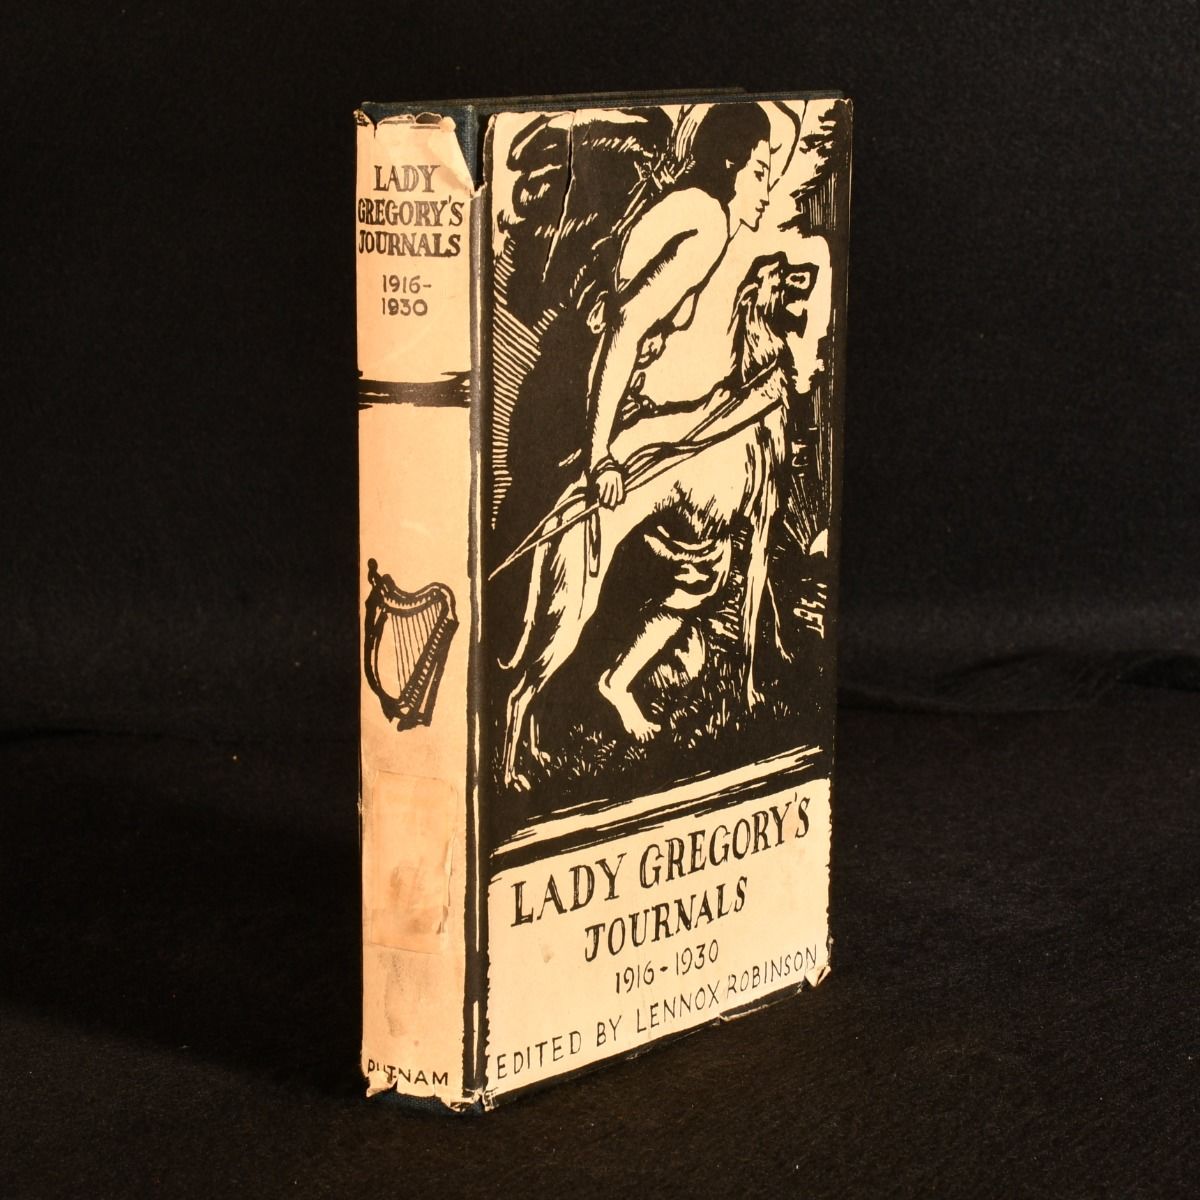 LADY
GREGORY'S
JOURNALS
1916-
1930
PUTNAM
LADY GREGORY'S
JOURNALS
1916-1930
EDITED BY LENNOX ROBINSON